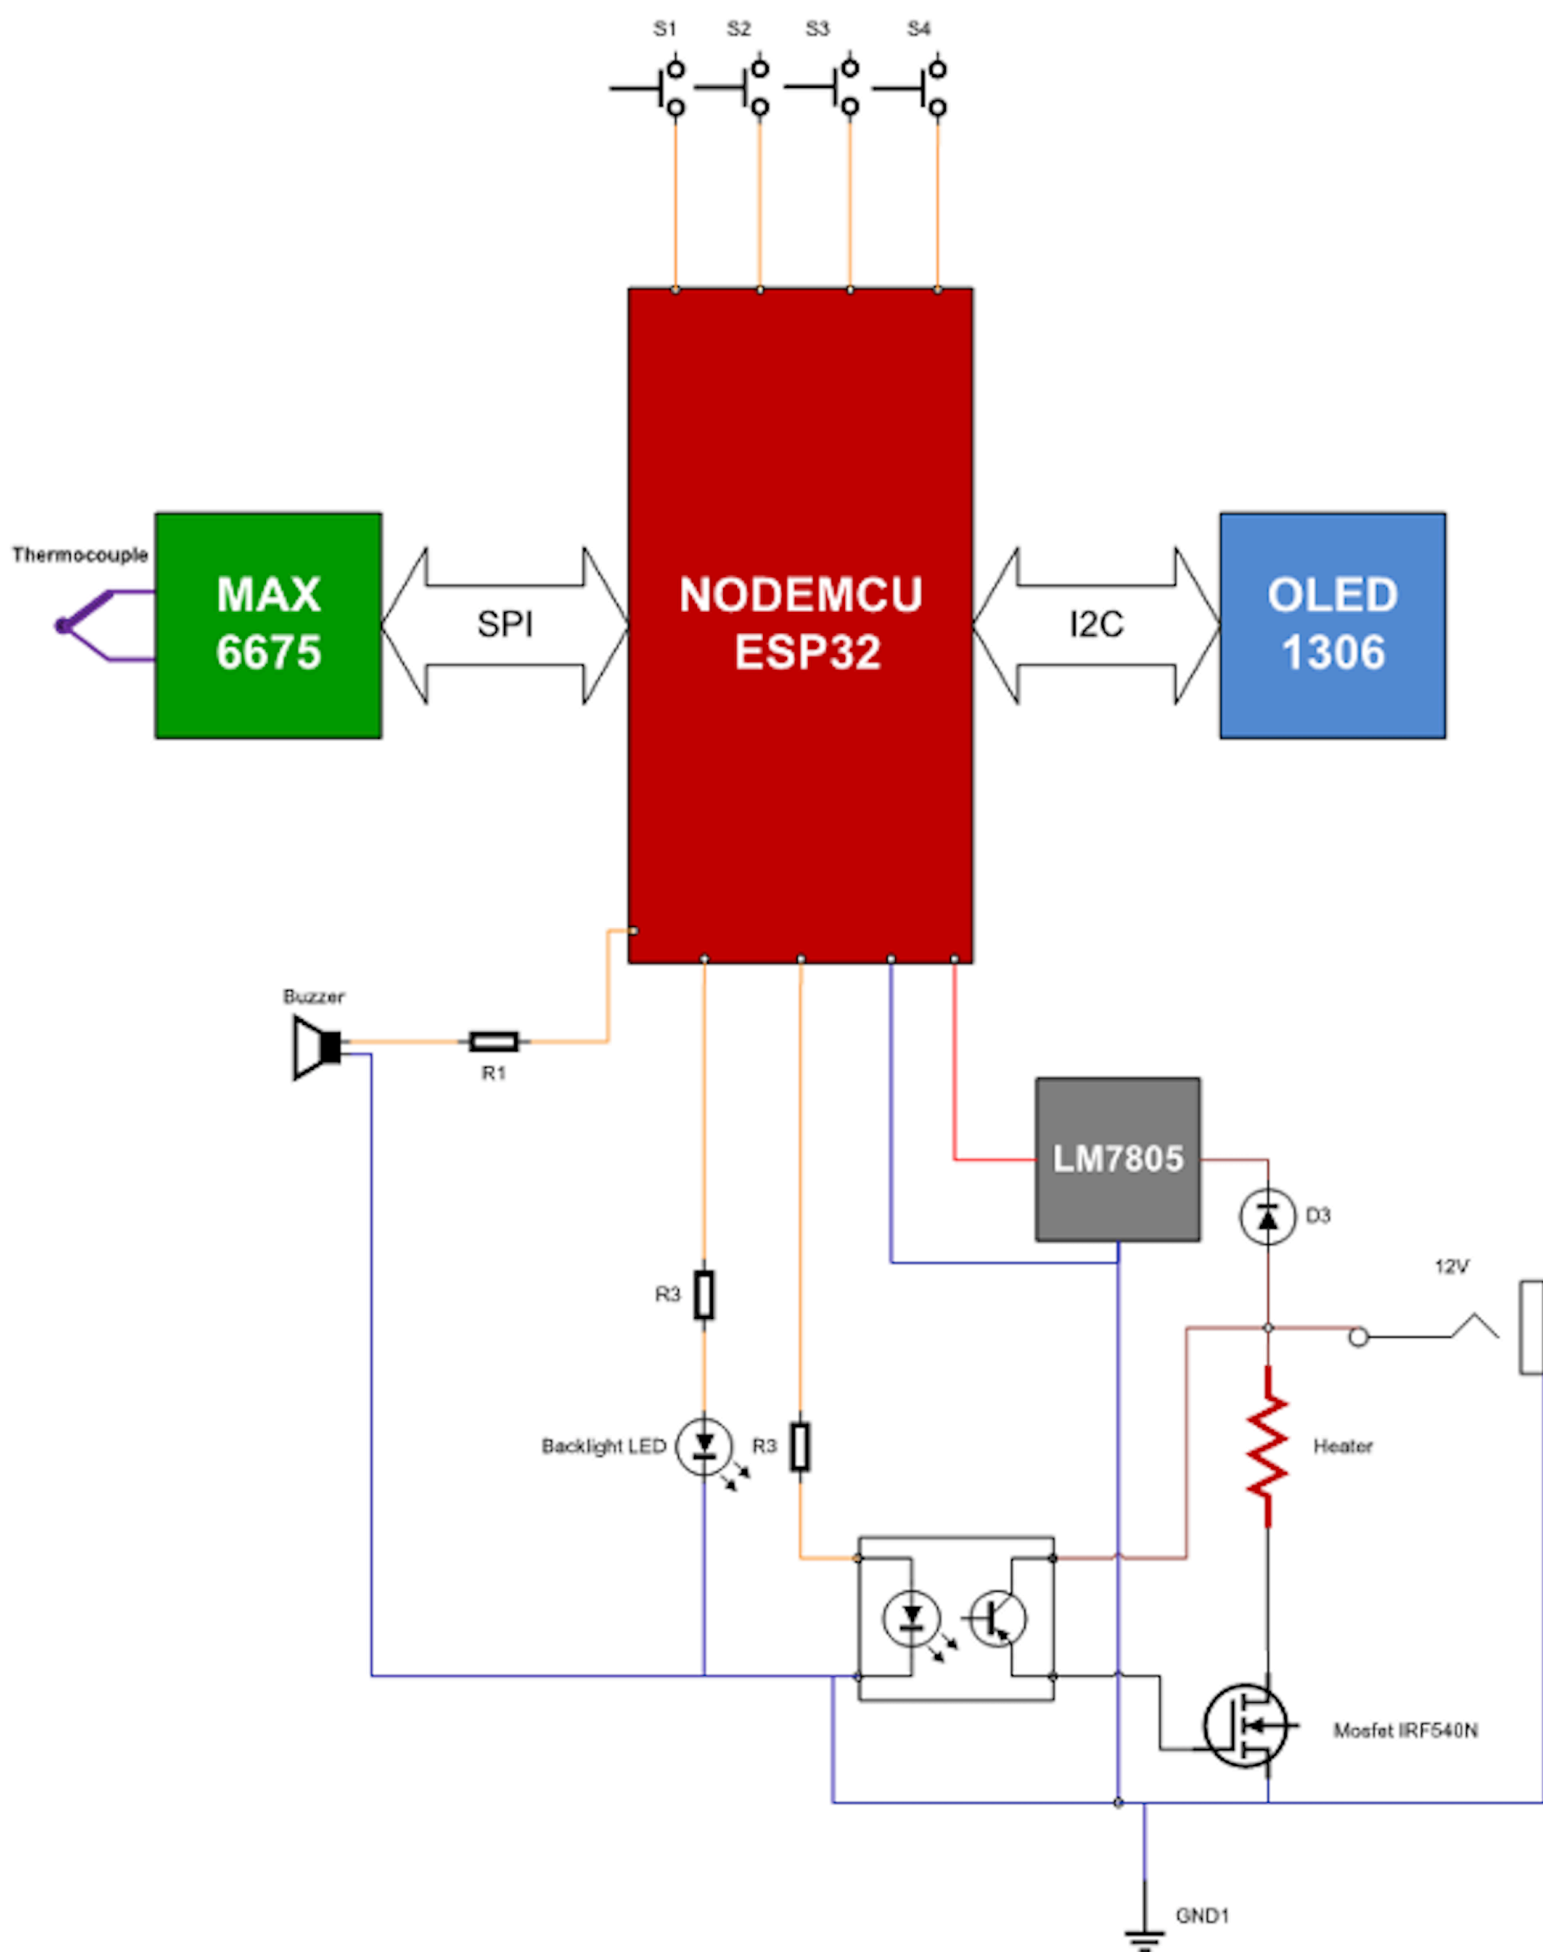 S1
S2
S3
S4
Thermocouple
MAX
6675
SPI
NODEMCU
ESP32
I2C
OLED
1306
Buzzer
R1
LM7805
D3
R3
12V
Backlight LED
R3
Heater
Mosfet IRF540N
GND1